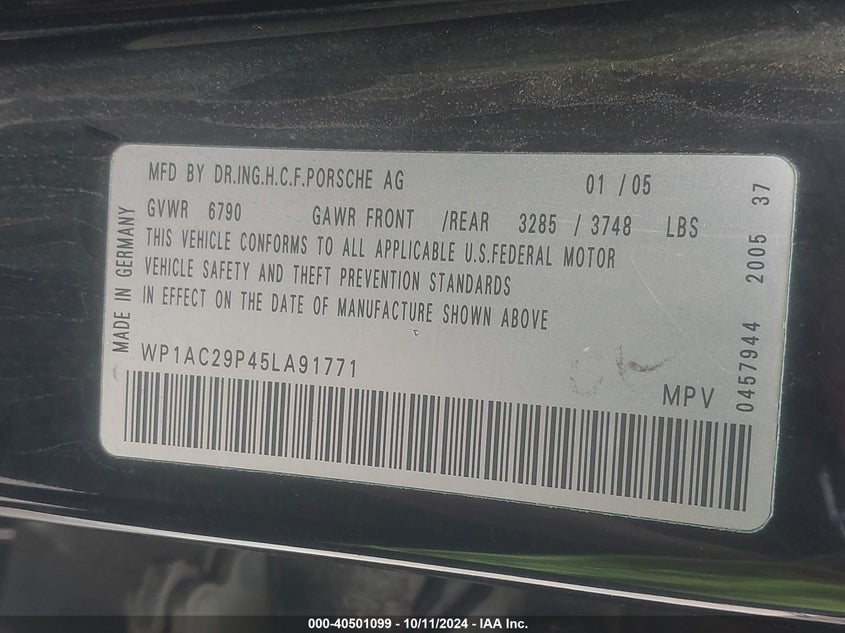 MFD BY DR.ING.H.C.F.PORSCHE AG 01 / 05
GVWR 6790 GAWR FRONT /REAR 3285 / 3748 LBS
THIS VEHICLE CONFORMS TO ALL APPLICABLE U.S.FEDERAL MOTOR
VEHICLE SAFETY AND THEFT PREVENTION STANDARDS
IN EFFECT ON THE DATE OF MANUFACTURE SHOWN ABOVE
WP1AC29P45LA91771
MPV
MADE IN GERMANY
0457944 2005 37
000-40501099 - 10/11/2024 - IAA Inc.